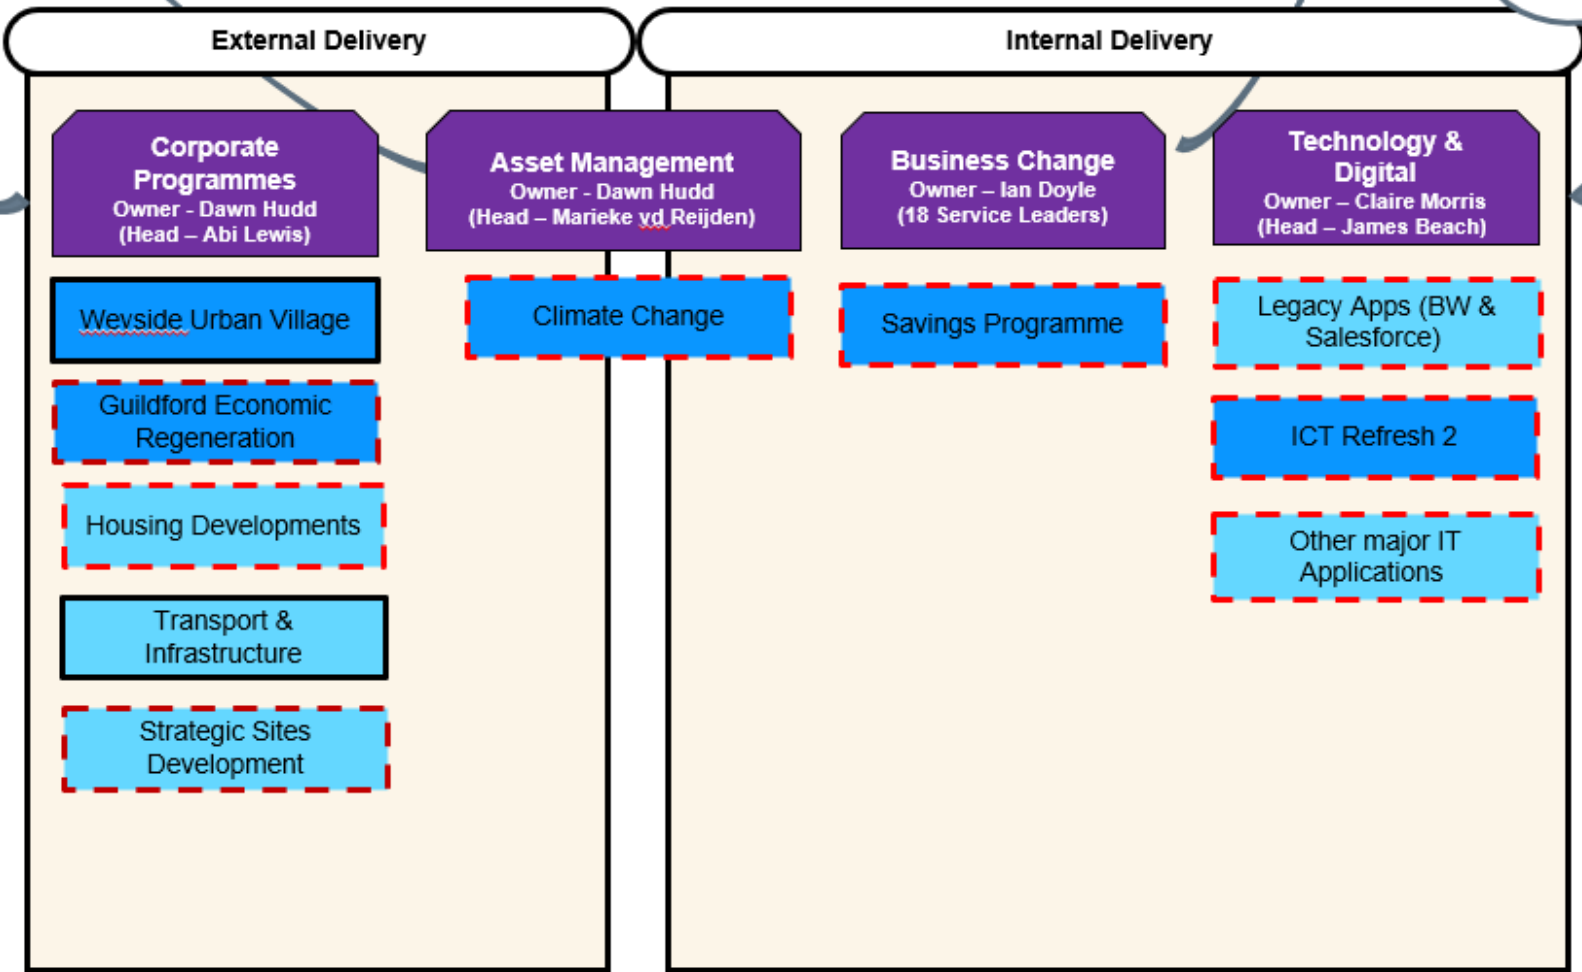 External Delivery
Internal Delivery
Corporate
Programmes
Owner - Dawn Hudd
(Head – Abi Lewis)
Asset Management
Owner - Dawn Hudd
(Head – Marieke vd Reijden)
Business Change
Owner – Ian Doyle
(18 Service Leaders)
Technology &
Digital
Owner – Claire Morris
(Head – James Beach)
Weyside Urban Village
Guildford Economic
Regeneration
Housing Developments
Transport &
Infrastructure
Strategic Sites
Development
Climate Change
Savings Programme
Legacy Apps (BW &
Salesforce)
ICT Refresh 2
Other major IT
Applications